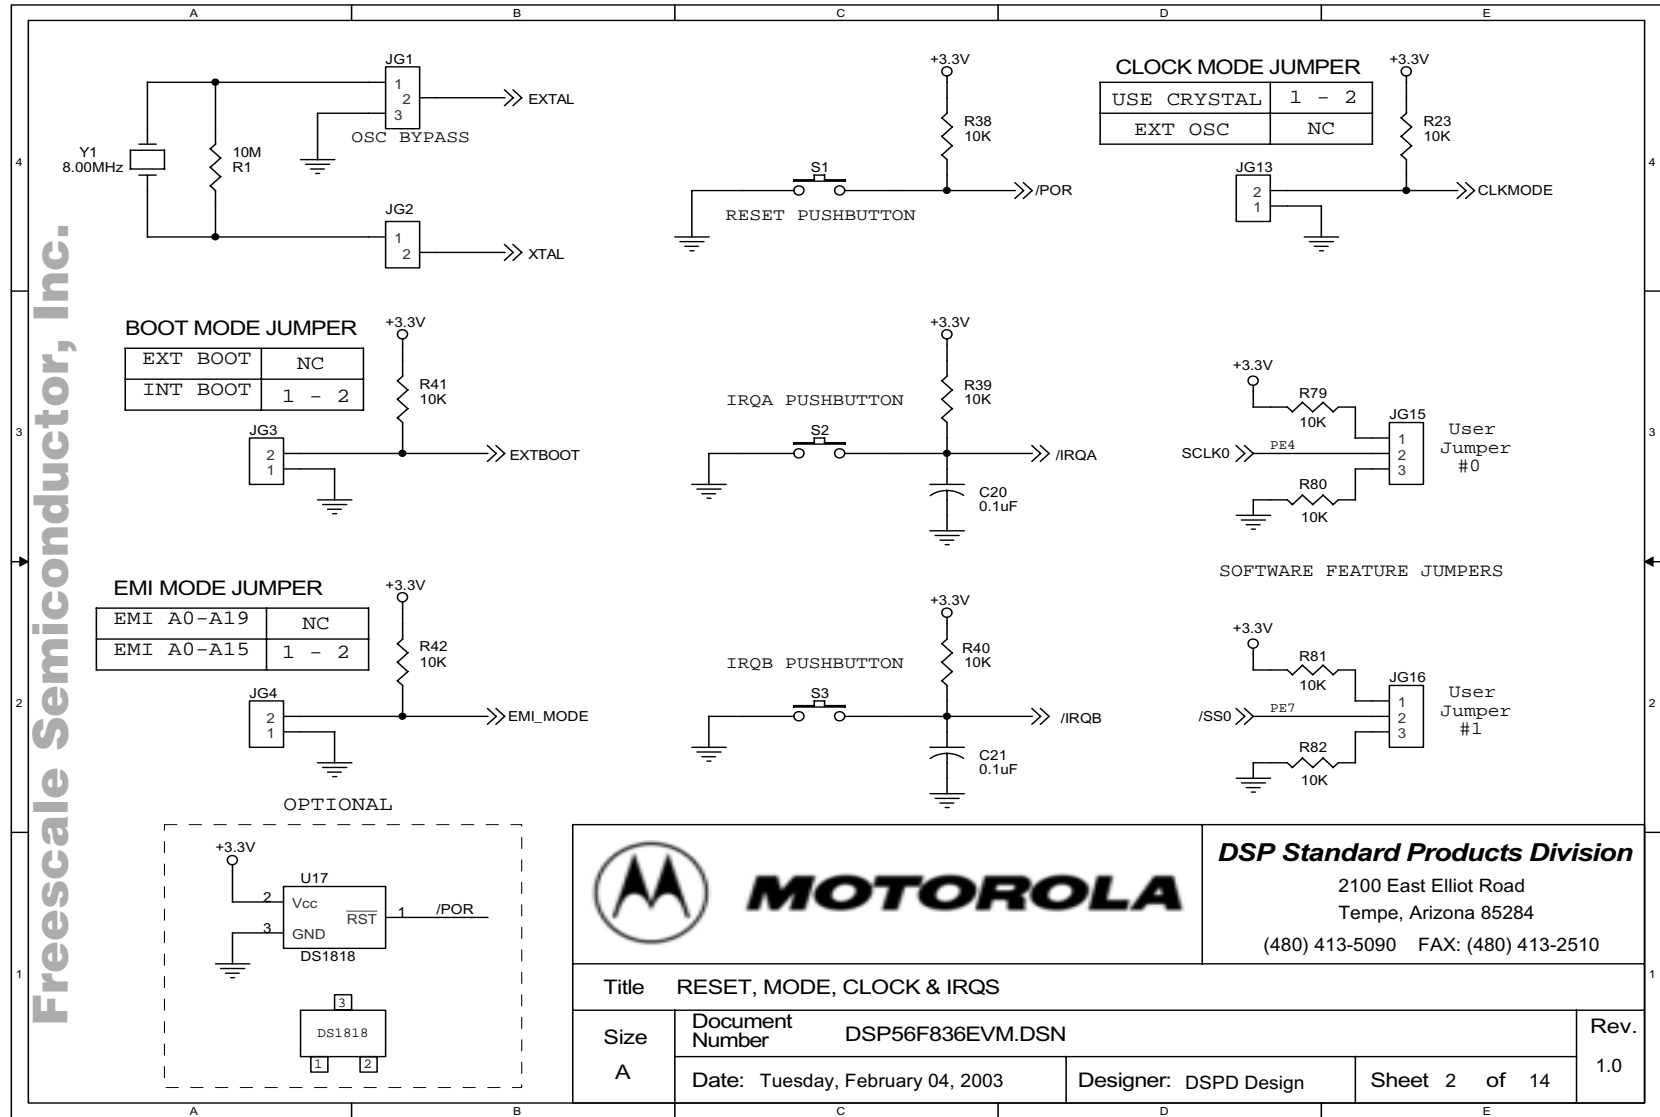 A B C D E
4
3
2
1
4
3
2
1
Freescale Semiconductor, Inc.
JG1
1
2
3
EXTAL
OSC BYPASS
Y1
8.00MHz
10M
R1
JG2
1
2
XTAL
+3.3V
R38
10K
S1
/POR
RESET PUSHBUTTON
CLOCK MODE JUMPER
USE CRYSTAL 1 - 2
EXT OSC NC
+3.3V
R23
10K
JG13
2
1
CLKMODE
BOOT MODE JUMPER
EXT BOOT NC
INT BOOT 1 - 2
+3.3V
R41
10K
JG3
2
1
EXTBOOT
+3.3V
R39
10K
IRQA PUSHBUTTON
S2
/IRQA
C20
0.1uF
+3.3V
R79
10K
JG15
1
2
3
SCLK0
PE4
R80
10K
User
Jumper
#0
SOFTWARE FEATURE JUMPERS
EMI MODE JUMPER
EMI A0-A19 NC
EMI A0-A15 1 - 2
+3.3V
R42
10K
JG4
2
1
EMI_MODE
+3.3V
R40
10K
IRQB PUSHBUTTON
S3
/IRQB
C21
0.1uF
+3.3V
R81
10K
JG16
1
2
3
/SS0
PE7
R82
10K
User
Jumper
#1
OPTIONAL
+3.3V
U17
2
Vcc
RST
1
/POR
3
GND
DS1818
3
DS1818
1
2
MOTOROLA
DSP Standard Products Division
2100 East Elliot Road
Tempe, Arizona 85284
(480) 413-5090 FAX: (480) 413-2510
Title RESET, MODE, CLOCK & IRQS
Size
A
Document
Number
DSP56F836EVM.DSN
Rev.
1.0
Date: Tuesday, February 04, 2003
Designer: DSPD Design
Sheet 2 of 14
A B C D E